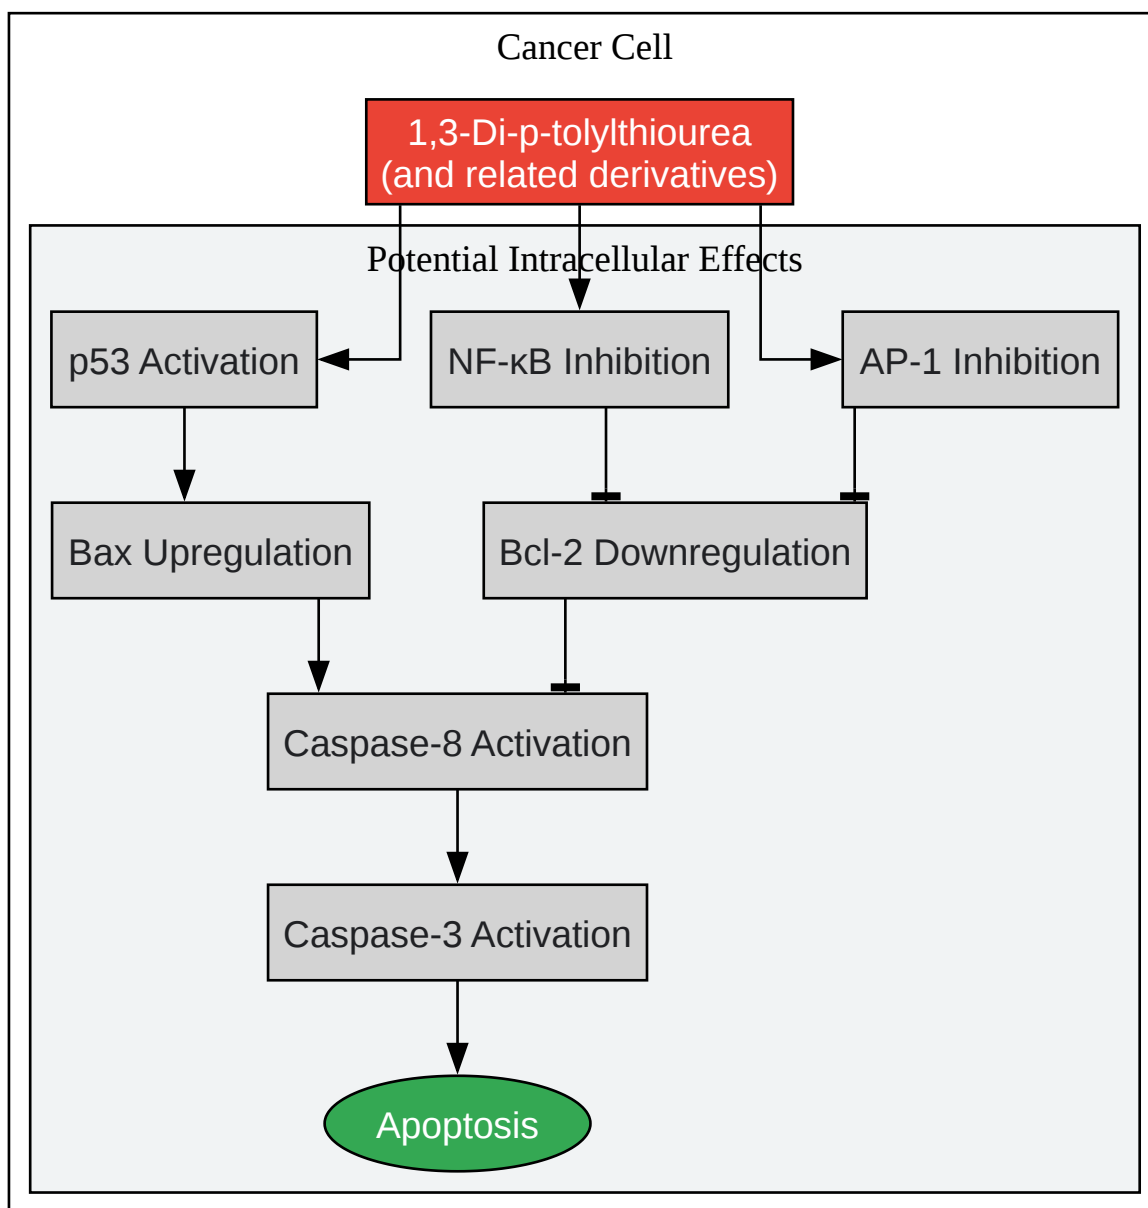 Cancer Cell
1,3-Di-p-tolylthiourea
(and related derivatives)
Potential Intracellular Effects
p53 Activation
NF-κB Inhibition
AP-1 Inhibition
Bax Upregulation
Bcl-2 Downregulation
Caspase-8 Activation
Caspase-3 Activation
Apoptosis